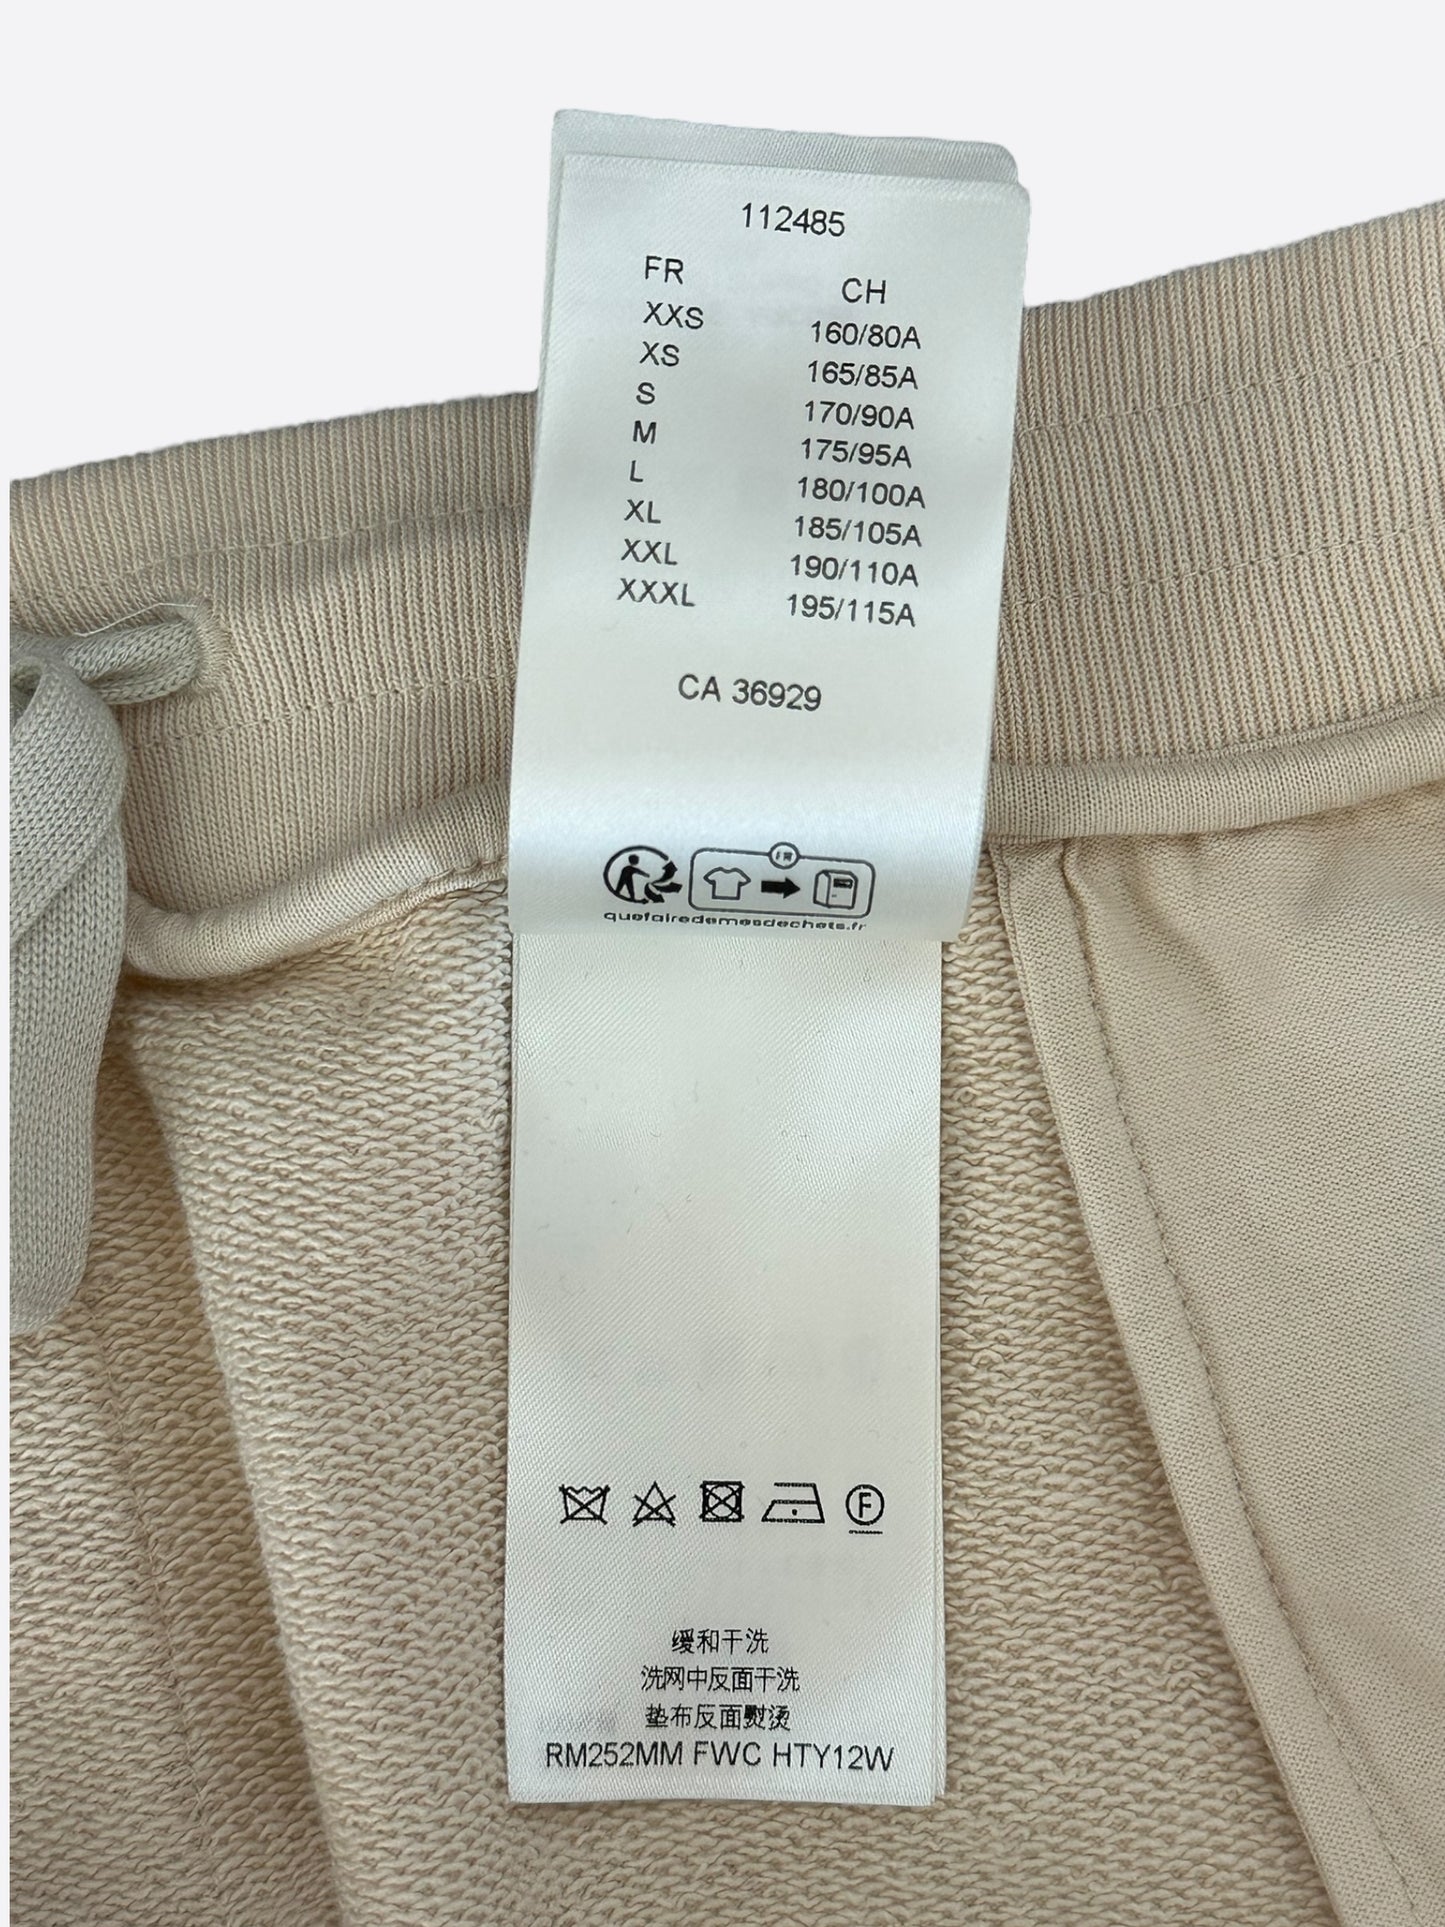 112485
FR CH
XXS 160/80A
XS 165/85A
S 170/90A
M 175/95A
L 180/100A
XL 185/105A
XXL 190/110A
XXXL 195/115A
CA 36929
FR
quefairedemesdechets.fr
F
缓和干洗
洗网中反面干洗
垫布反面熨烫
RM252MM FWC HTY12W